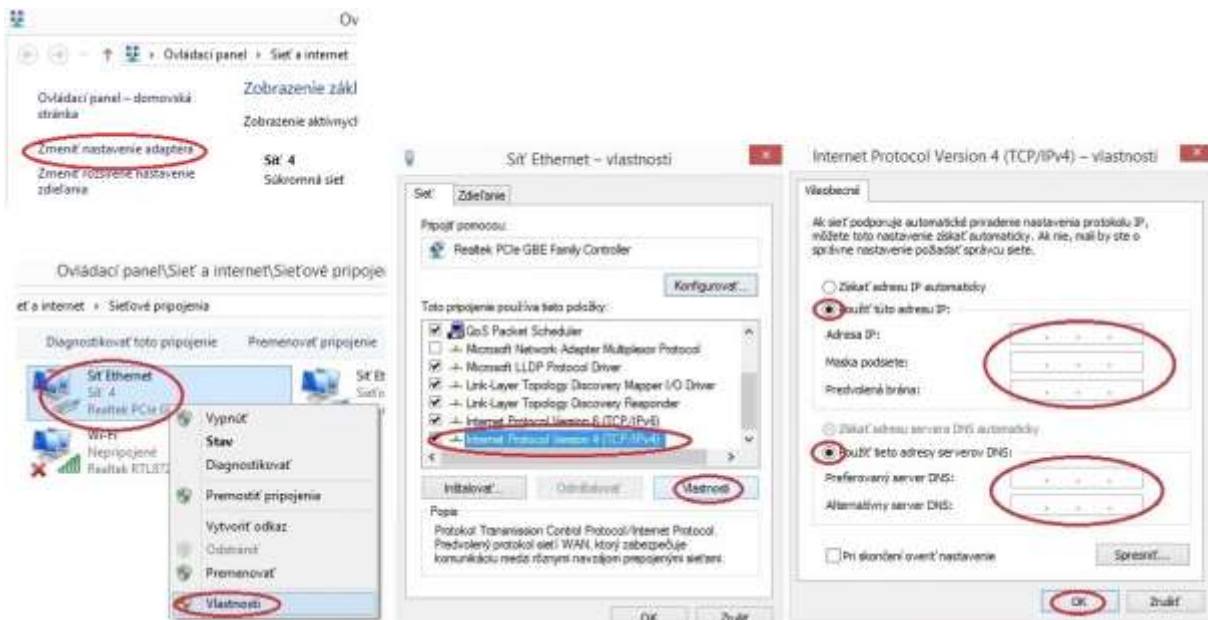 Ov
Ovládací panel › Sieť a internet
Ovládací panel – domovská
stránka
Zmeniť nastavenie adaptéra
Zmeniť rozšírené nastavenie
zdieľania
Zobrazenie zákl
Zobrazenie aktívnych
Sieť 4
Súkromná sieť
Ovládací panel\Sieť a internet\Sieťové pripoje
eť a internet › Sieťové pripojenia
Diagnostikovať toto pripojenie Premenovať pripojenie
Sieť Ethernet
Sieť 4
Realtek PCIe G
Wi-Fi
Nepripojené
Realtek RTL872
Vypnúť
Stav
Diagnostikovať
Premostiť pripojenia
Vytvoriť odkaz
Odstrániť
Premenovať
Vlastnosti
Sieť Ethernet – vlastnosti
Sieť Zdieľanie
Pripojiť pomocou:
Realtek PCIe GBE Family Controller
Konfigurovať...
Toto pripojenie používa tieto položky:
QoS Packet Scheduler
Microsoft Network Adapter Multiplexor Protocol
Microsoft LLDP Protocol Driver
Link-Layer Topology Discovery Mapper I/O Driver
Link-Layer Topology Discovery Responder
Internet Protocol Version 6 (TCP/IPv6)
Internet Protocol Version 4 (TCP/IPv4)
Inštalovať... Odinštalovať Vlastnosti
Popis
Protokol Transmission Control Protocol/Internet Protocol.
Predvolený protokol sietí WAN, ktorý zabezpečuje
komunikáciu medzi rôznymi navzájom prepojenými sieťami.
OK Zrušiť
Internet Protocol Version 4 (TCP/IPv4) – vlastnosti
Všeobecné
Ak sieť podporuje automatické priradenie nastavenia protokolu IP,
môžete toto nastavenie získať automaticky. Ak nie, mali by ste o
správne nastavenie požiadať správcu siete.
Získať adresu IP automaticky
Použiť túto adresu IP:
Adresa IP:
Maska podsiete:
Predvolená brána:
Získať adresu servera DNS automaticky
Použiť tieto adresy serverov DNS:
Preferovaný server DNS:
Alternatívny server DNS:
Pri skončení overiť nastavenie
Spresniť...
OK Zrušiť